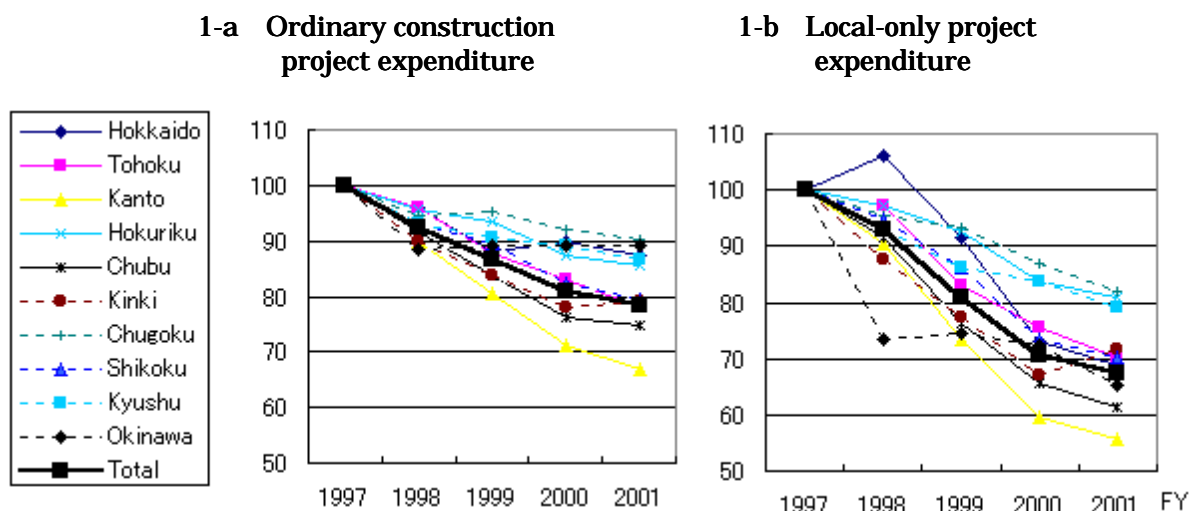 1-a Ordinary construction
project expenditure
1-b Local-only project
expenditure
Hokkaido
Tohoku
Kanto
Hokuriku
Chubu
Kinki
Chugoku
Shikoku
Kyushu
Okinawa
Total
110
100
90
80
70
60
50
1997 1998 1999 2000 2001
110
100
90
80
70
60
50
1997 1998 1999 2000 2001 FY